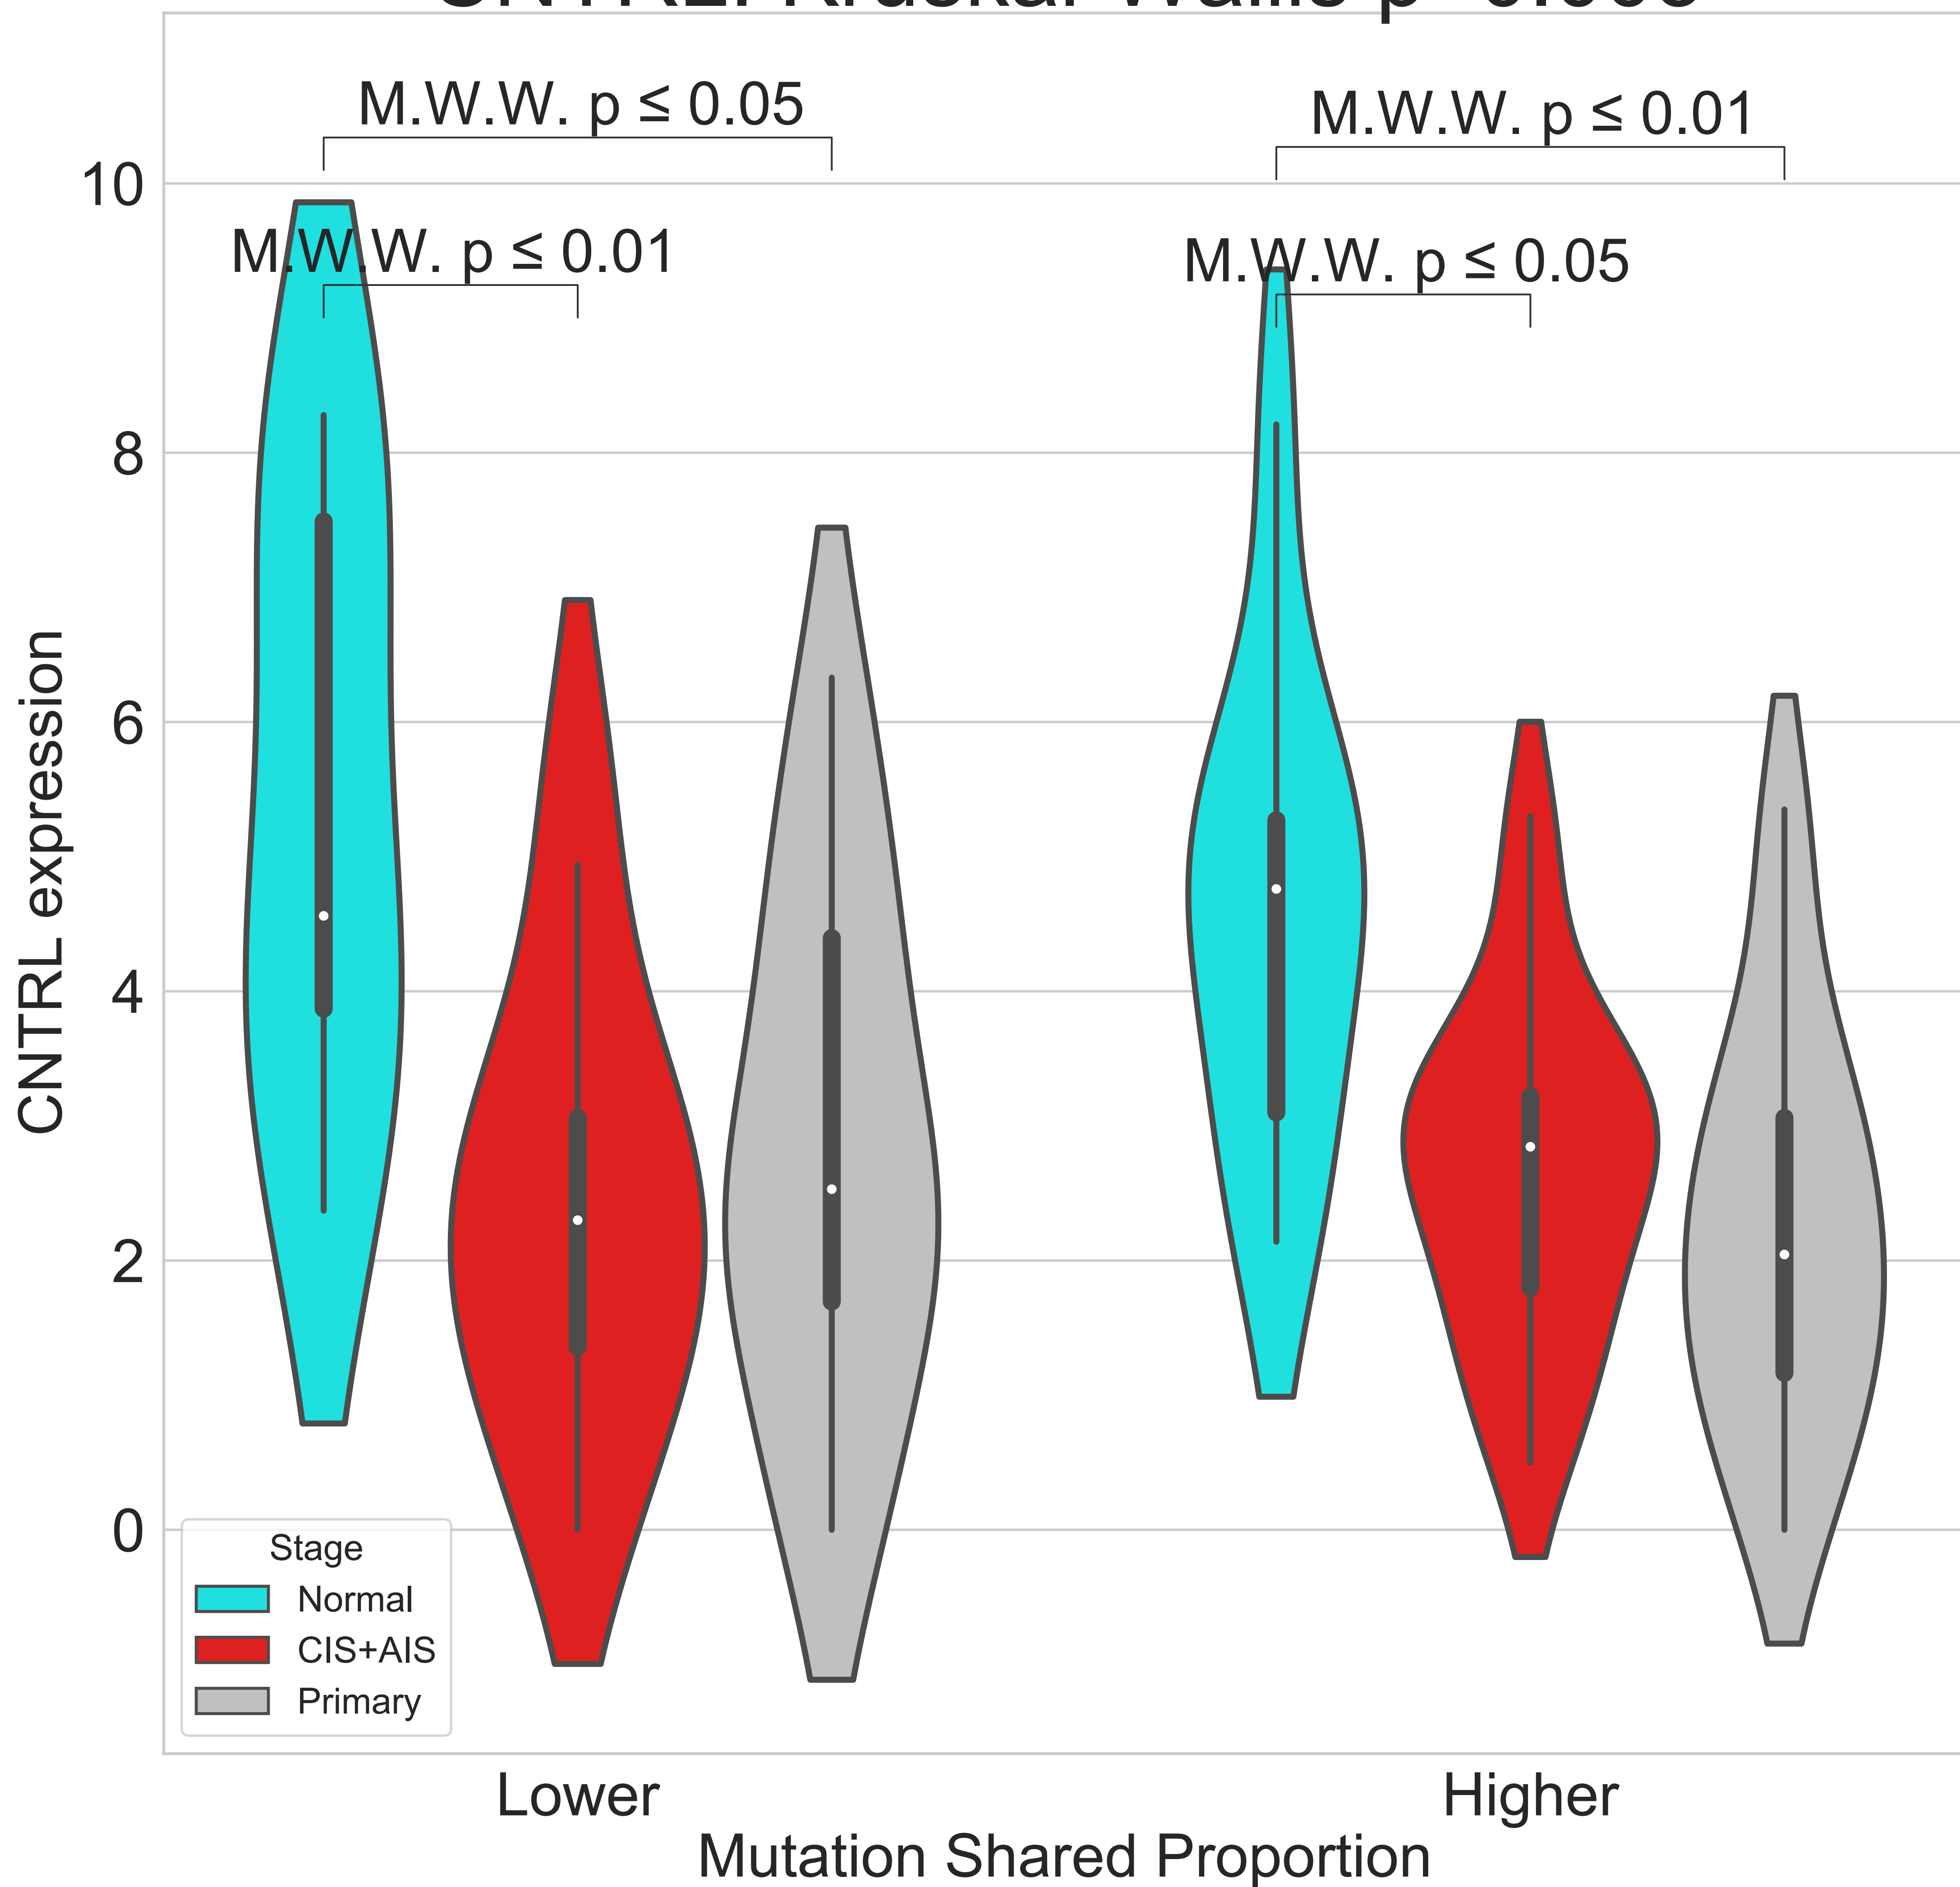 M.W.W. p ≤ 0.05
M.W.W. p ≤ 0.01
M.W.W. p ≤ 0.01
M.W.W. p ≤ 0.05
10
8
6
4
2
0
CNTRL expression
Stage
Normal
CIS+AIS
Primary
Lower
Higher
Mutation Shared Proportion